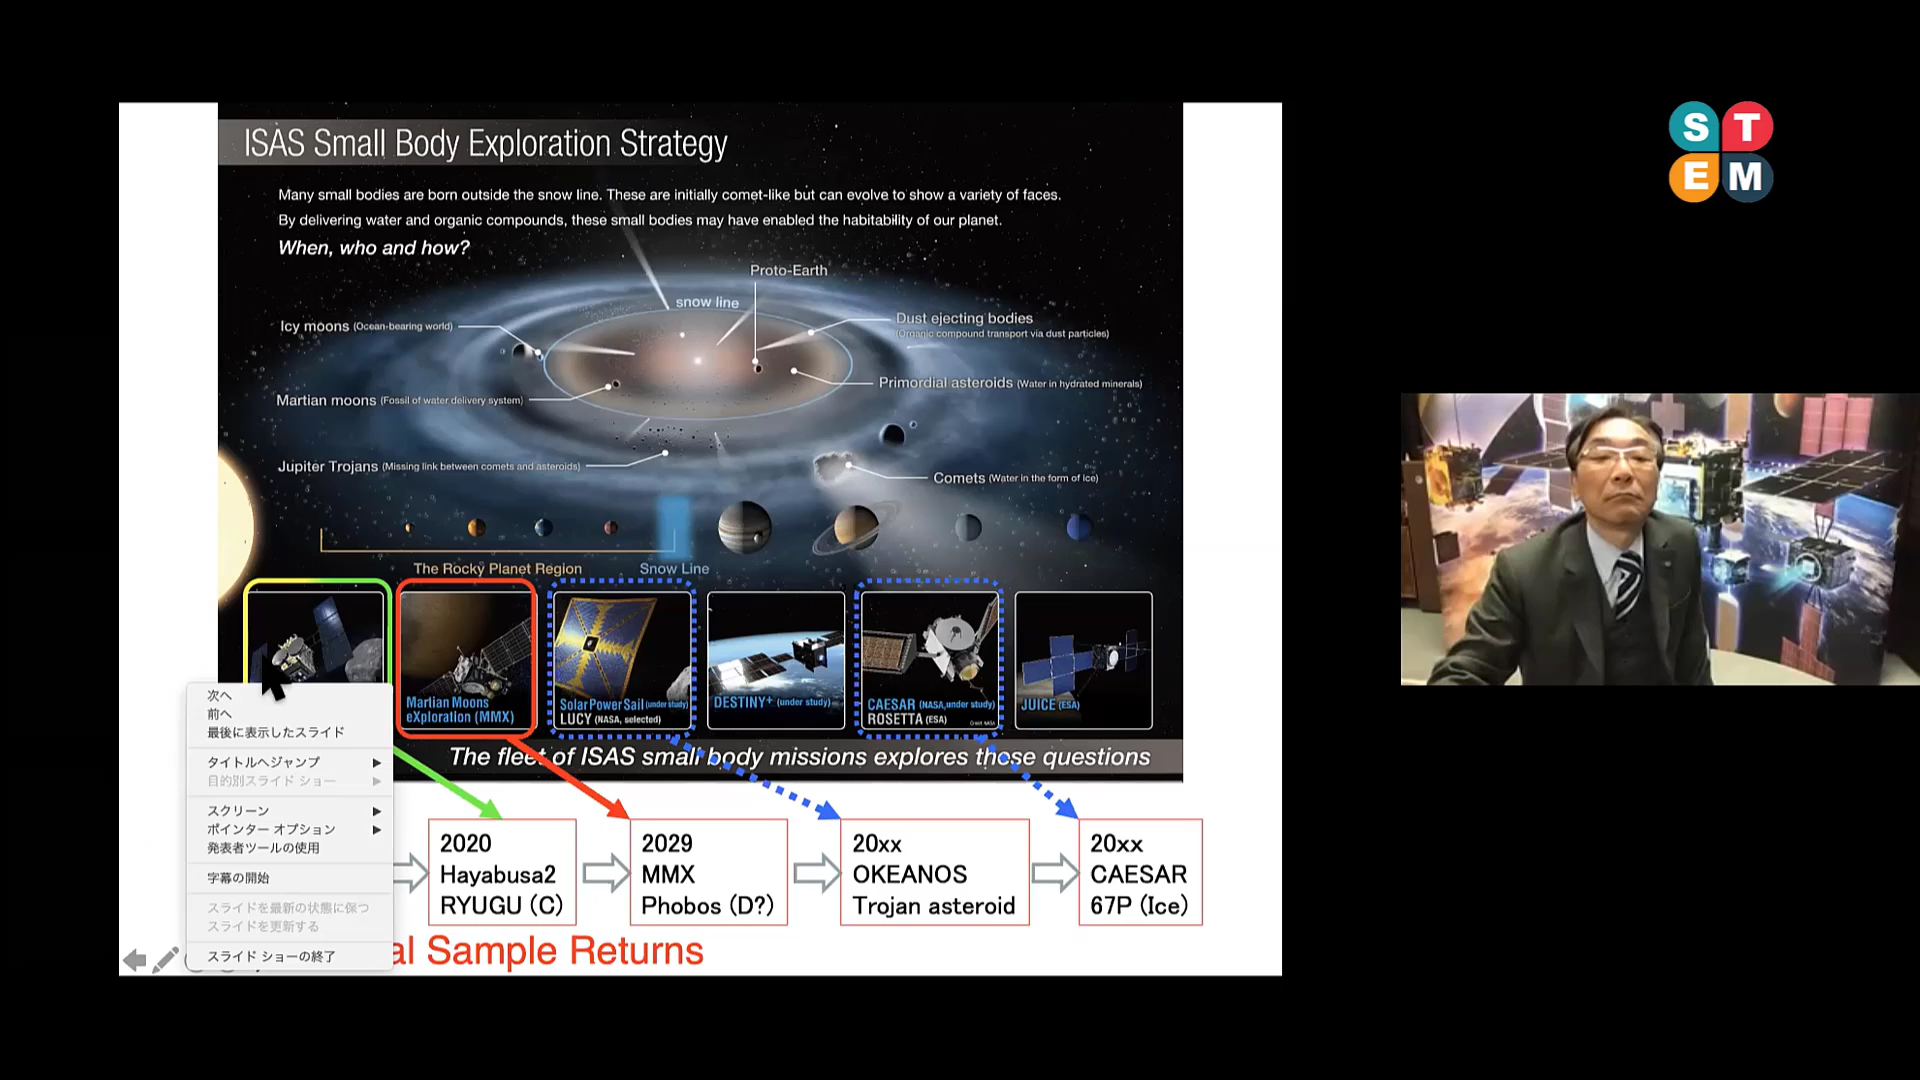 S T
E M
ISAS Small Body Exploration Strategy
Many small bodies are born outside the snow line. These are initially comet-like but can evolve to show a variety of faces.
By delivering water and organic compounds, these small bodies may have enabled the habitability of our planet.
When, who and how?
Proto-Earth
snow line
Icy moons (Ocean-bearing world)
Dust ejecting bodies
(Organic compound transport via dust particles)
Primordial asteroids (Water in hydrated minerals)
Martian moons (Fossil of water delivery system)
Jupiter Trojans (Missing link between comets and asteroids)
Comets (Water in the form of ice)
The Rocky Planet Region
Snow Line
Martian Moons
eXploration (MMX)
Solar Power Sail (under study)
LUCY (NASA, selected)
DESTINY+ (under study)
CAESAR (NASA, under study)
ROSETTA (ESA)
Credit: NASA
JUICE (ESA)
The fleet of ISAS small body missions explores those questions
次へ
前へ
最後に表示したスライド
タイトルへジャンプ
目的別スライド ショー
スクリーン
ポインター オプション
発表者ツールの使用
字幕の開始
スライドを最新の状態に保つ
スライドを更新する
スライド ショーの終了
2020
Hayabusa2
RYUGU (C)
2029
MMX
Phobos (D?)
20xx
OKEANOS
Trojan asteroid
20xx
CAESAR
67P (Ice)
al Sample Returns